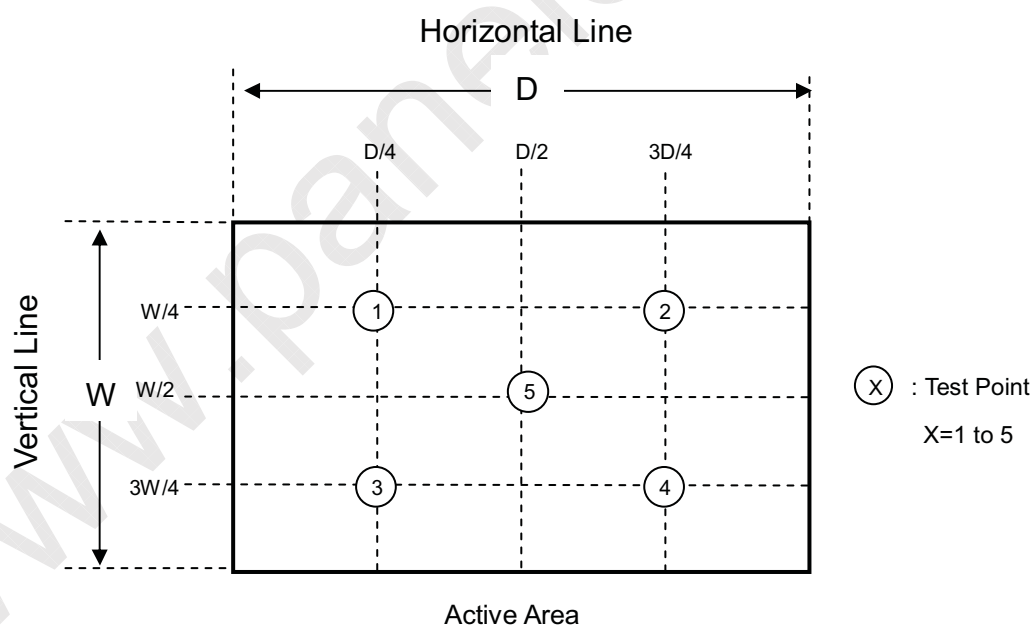 Horizontal Line
D
D/4 D/2 3D/4
W/4
1 2
Vertical Line
W
W/2
5
X : Test Point
X=1 to 5
3W/4
3 4
Active Area